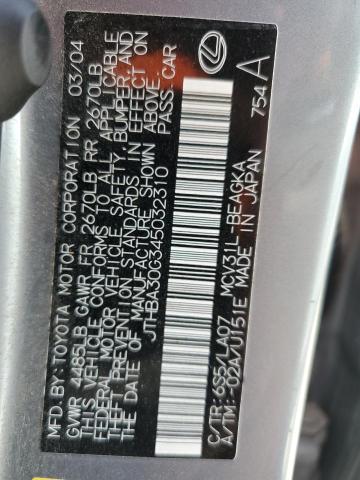 MFD. BY: TOYOTA MOTOR CORPORATION 03/04
GVWR 4485LB GAWR FR 2670LB RR 2670LB
THIS VEHICLE CONFORMS TO ALL APPLICABLE
FEDERAL MOTOR VEHICLE SAFETY, BUMPER, AND
THEFT PREVENTION STANDARDS IN EFFECT ON
THE DATE OF MANUFACTURE SHOWN ABOVE.
JTHBA30G345032310 PASS. CAR
C/TR: 6S5/LA07 MCV31L-BEAGKA
A/TM: -02A/U151E MADE IN JAPAN
754 A